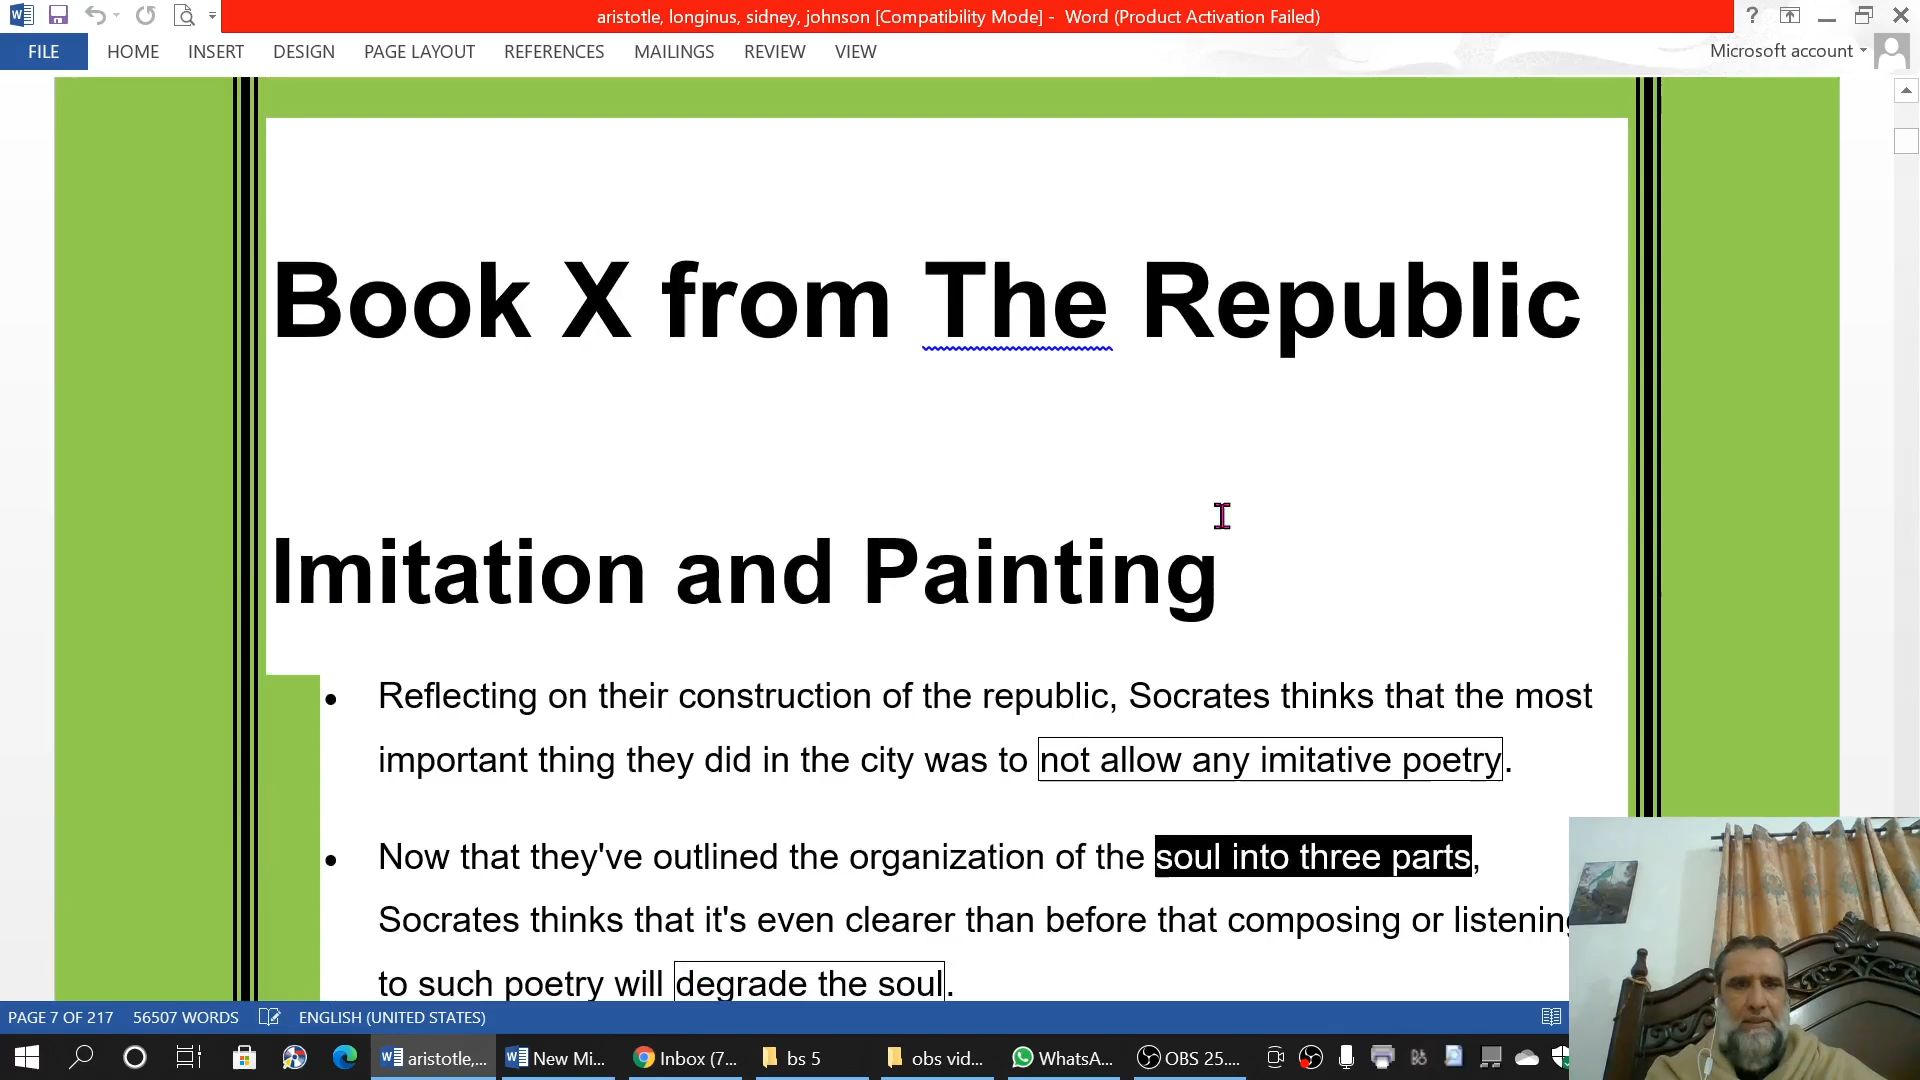 aristotle, longinus, sidney, johnson [Compatibility Mode] - Word (Product Activation Failed)
FILE HOME INSERT DESIGN PAGE LAYOUT REFERENCES MAILINGS REVIEW VIEW Microsoft account
Book X from The Republic
Imitation and Painting
• Reflecting on their construction of the republic, Socrates thinks that the most
important thing they did in the city was to not allow any imitative poetry.
• Now that they've outlined the organization of the soul into three parts,
Socrates thinks that it's even clearer than before that composing or listening
to such poetry will degrade the soul.
PAGE 7 OF 217 56507 WORDS ENGLISH (UNITED STATES)
aristotle,... New Mi... Inbox (7... bs 5 obs vid... WhatsA... OBS 25....